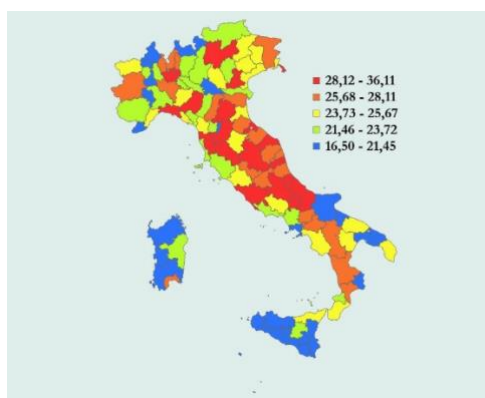 28,12 - 36,11
25,68 - 28,11
23,73 - 25,67
21,46 - 23,72
16,50 - 21,45